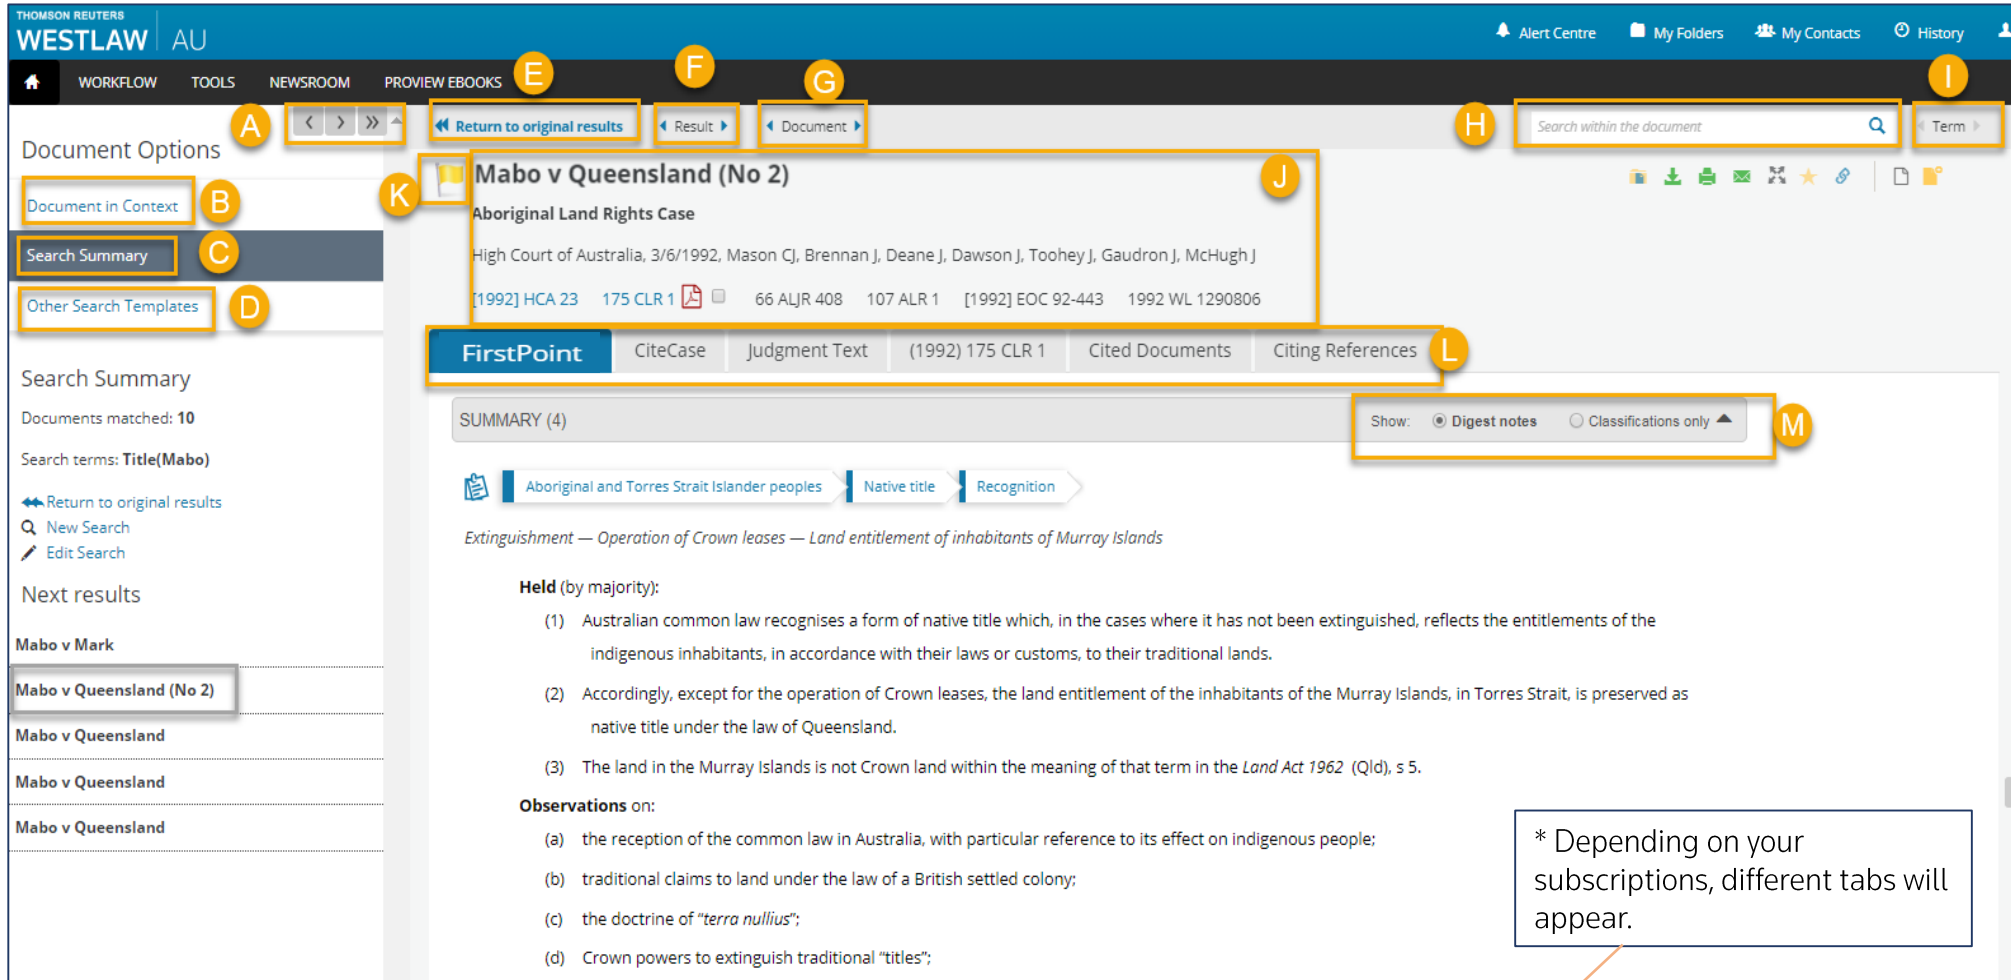 THOMSON REUTERS
WESTLAW AU
Alert Centre My Folders My Contacts History
WORKFLOW TOOLS NEWSROOM PROVIEW EBOOKS
E
F
G
I
A
Return to original results
Result
Document
H
Search within the document
Term
Document Options
B
Document in Context
C
Search Summary
D
Other Search Templates
K
Mabo v Queensland (No 2)
J
Aboriginal Land Rights Case
High Court of Australia, 3/6/1992, Mason CJ, Brennan J, Deane J, Dawson J, Toohey J, Gaudron J, McHugh J
[1992] HCA 23 175 CLR 1 66 ALJR 408 107 ALR 1 [1992] EOC 92-443 1992 WL 1290806
FirstPoint CiteCase Judgment Text (1992) 175 CLR 1 Cited Documents Citing References
L
Search Summary
Documents matched: 10
Search terms: Title(Mabo)
Return to original results
New Search
Edit Search
Next results
Mabo v Mark
Mabo v Queensland (No 2)
Mabo v Queensland
Mabo v Queensland
Mabo v Queensland
SUMMARY (4)
Show: Digest notes Classifications only
M
Aboriginal and Torres Strait Islander peoples Native title Recognition
Extinguishment — Operation of Crown leases — Land entitlement of inhabitants of Murray Islands
Held (by majority):
(1) Australian common law recognises a form of native title which, in the cases where it has not been extinguished, reflects the entitlements of the
indigenous inhabitants, in accordance with their laws or customs, to their traditional lands.
(2) Accordingly, except for the operation of Crown leases, the land entitlement of the inhabitants of the Murray Islands, in Torres Strait, is preserved as
native title under the law of Queensland.
(3) The land in the Murray Islands is not Crown land within the meaning of that term in the Land Act 1962 (Qld), s 5.
Observations on:
(a) the reception of the common law in Australia, with particular reference to its effect on indigenous people;
(b) traditional claims to land under the law of a British settled colony;
(c) the doctrine of "terra nullius";
(d) Crown powers to extinguish traditional "titles";
* Depending on your
subscriptions, different tabs will
appear.